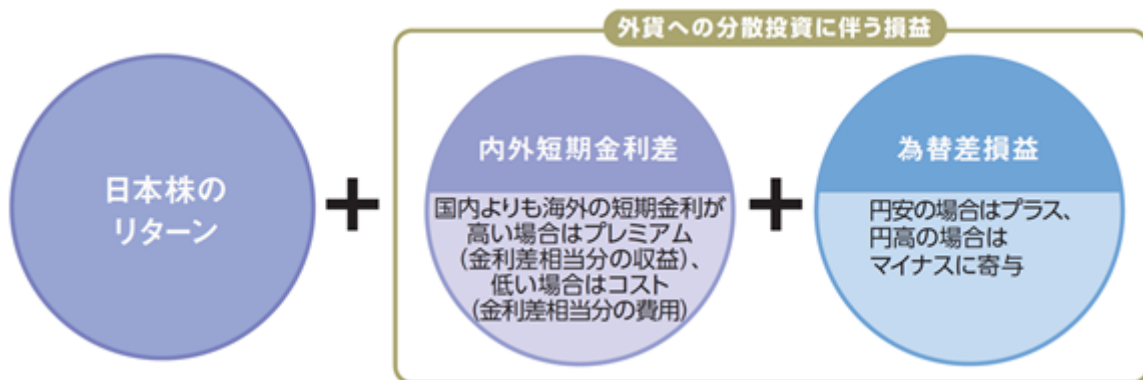 外貨への分散投資に伴う損益
日本株の
リターン
+
内外短期金利差
国内よりも海外の短期金利が
高い場合はプレミアム
(金利差相当分の収益)、
低い場合はコスト
(金利差相当分の費用)
+
為替差損益
円安の場合はプラス、
円高の場合は
マイナスに寄与